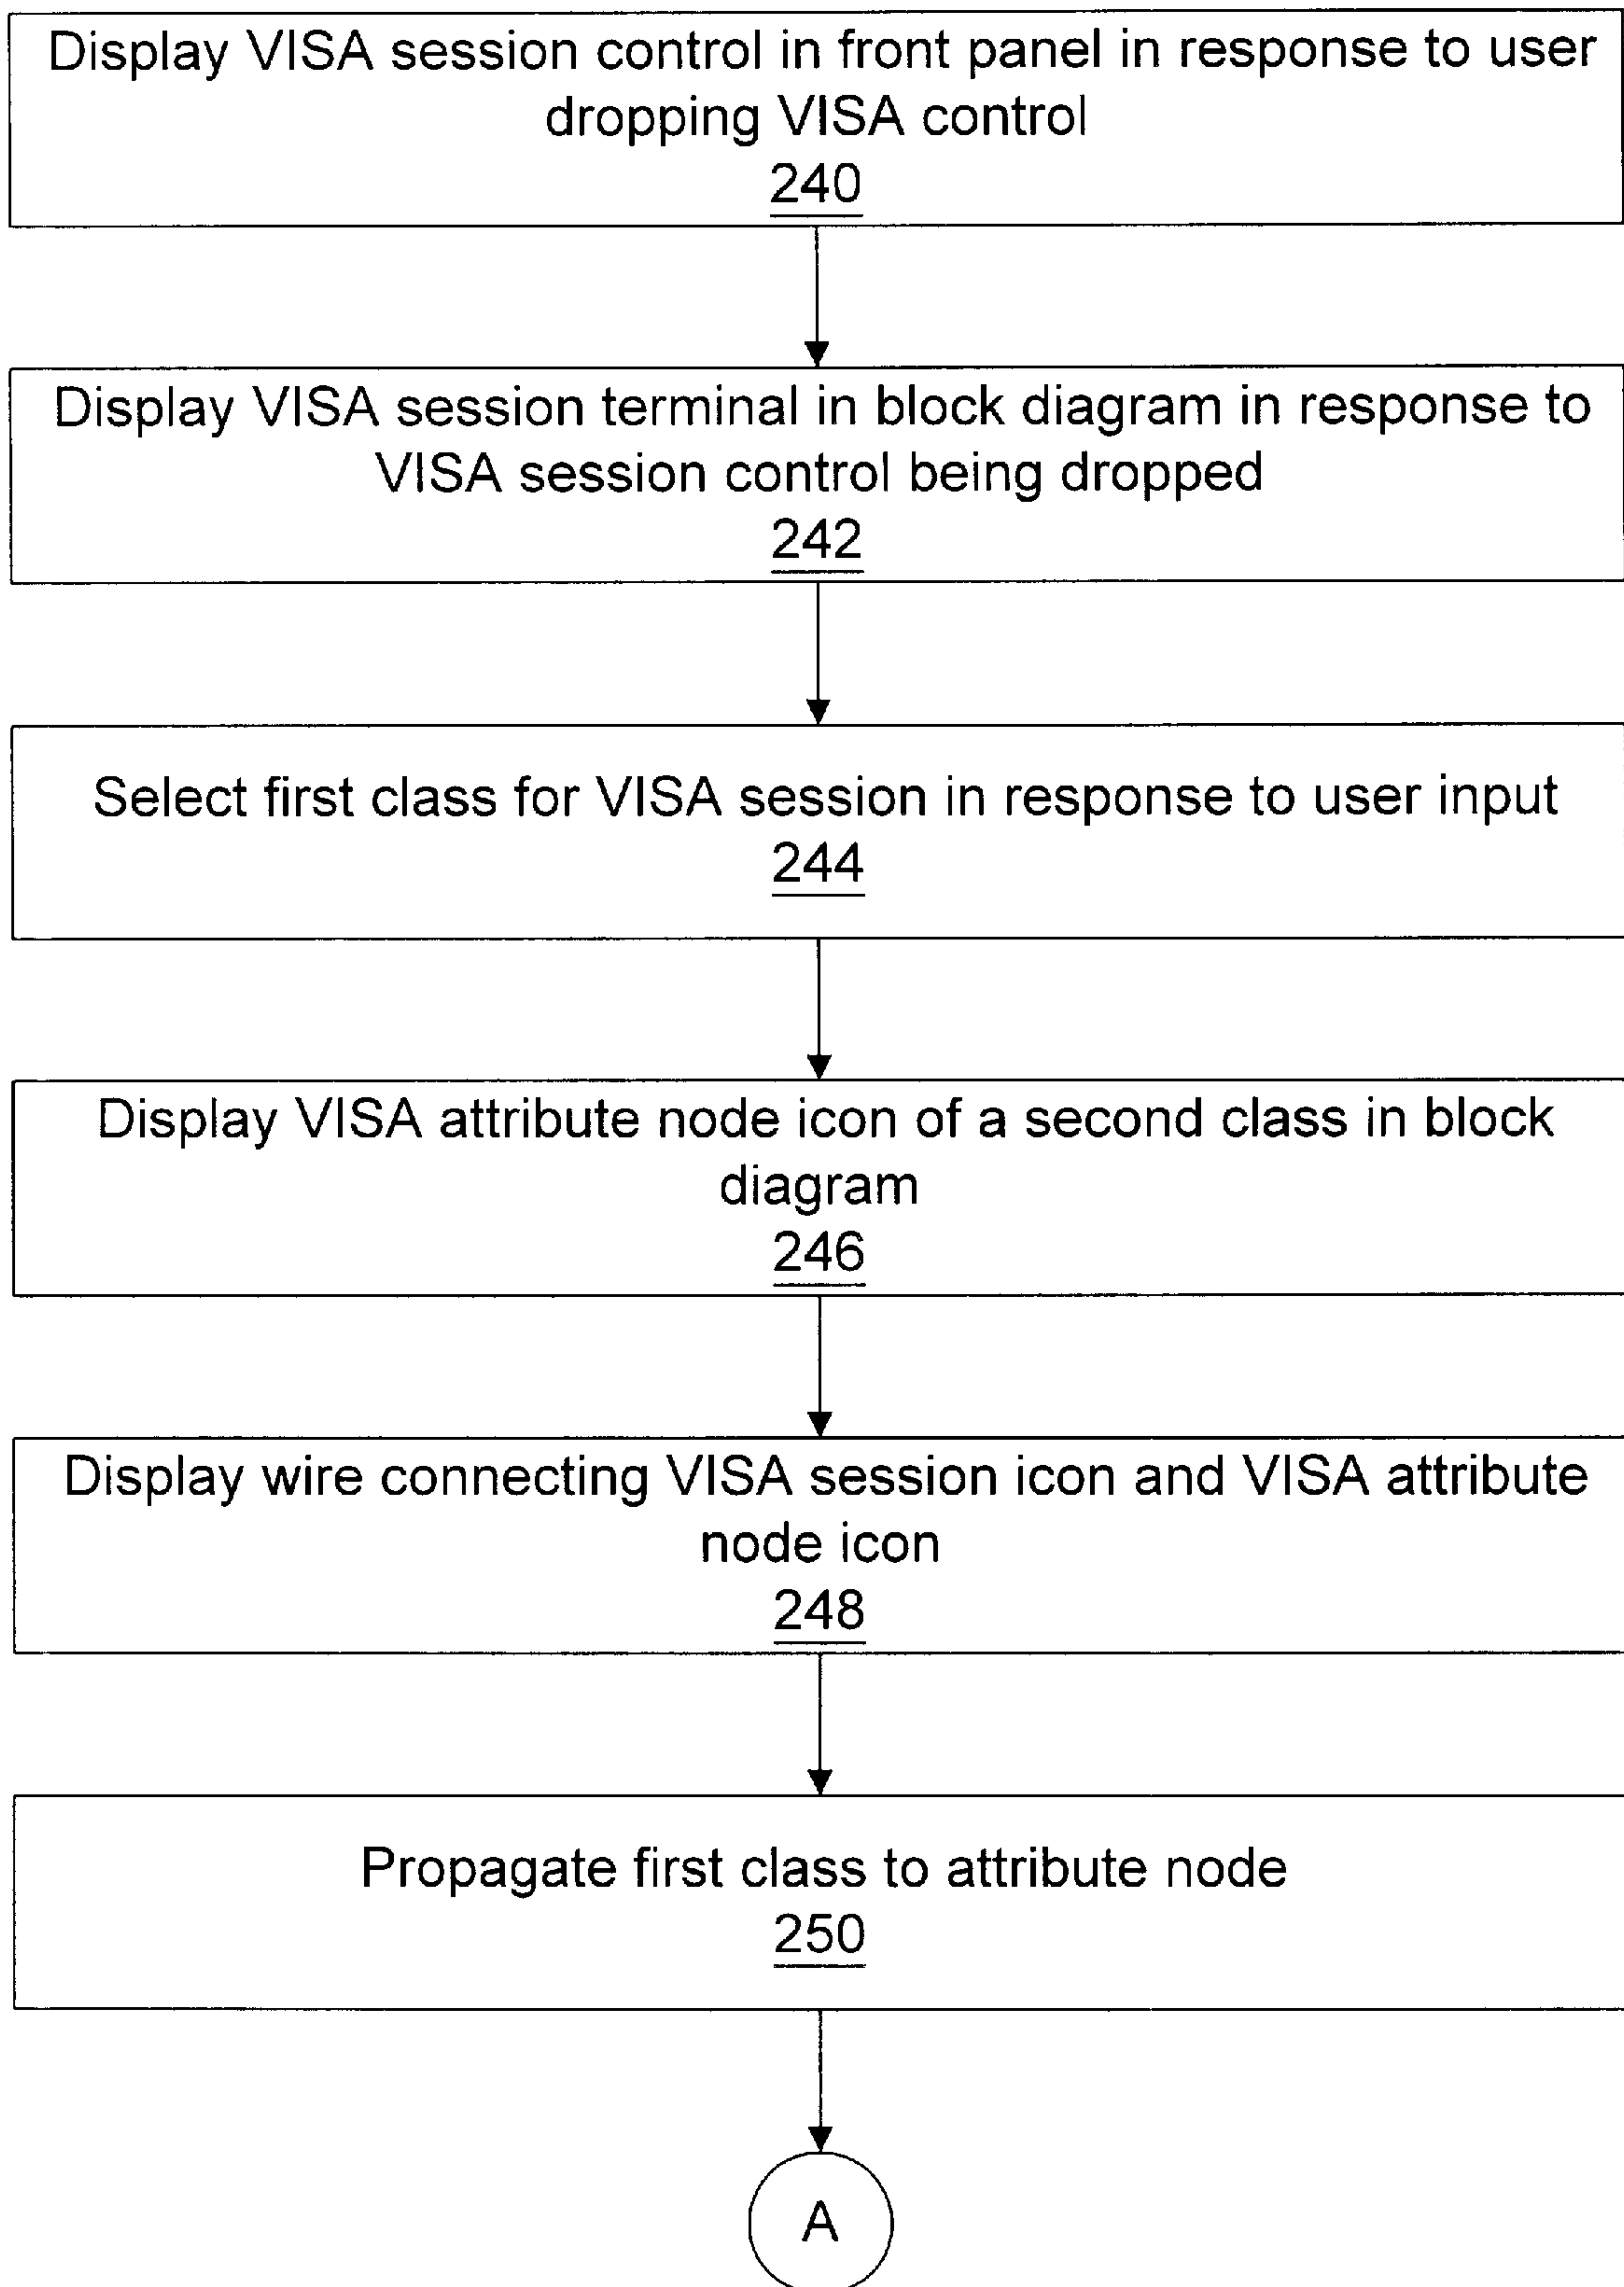 Display VISA session control in front panel in response to user
dropping VISA control
240
Display VISA session terminal in block diagram in response to
VISA session control being dropped
242
Select first class for VISA session in response to user input
244
Display VISA attribute node icon of a second class in block
diagram
246
Display wire connecting VISA session icon and VISA attribute
node icon
248
Propagate first class to attribute node
250
A